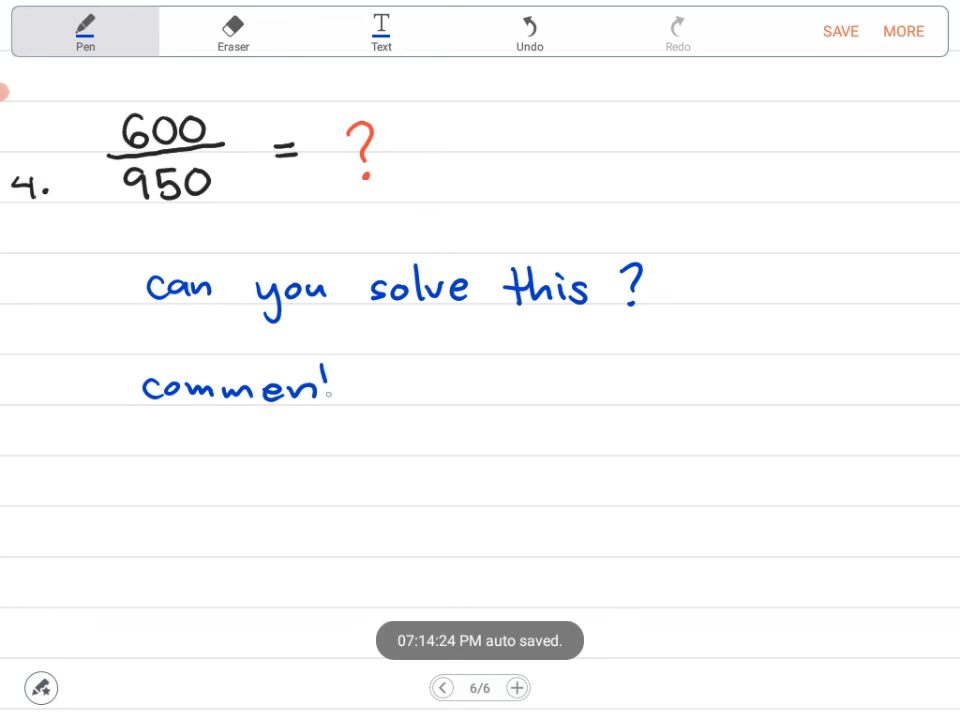 Pen Eraser Text Undo Redo SAVE MORE
600
= ?
4. 950
can you solve this ?
commen
07:14:24 PM auto saved.
6/6